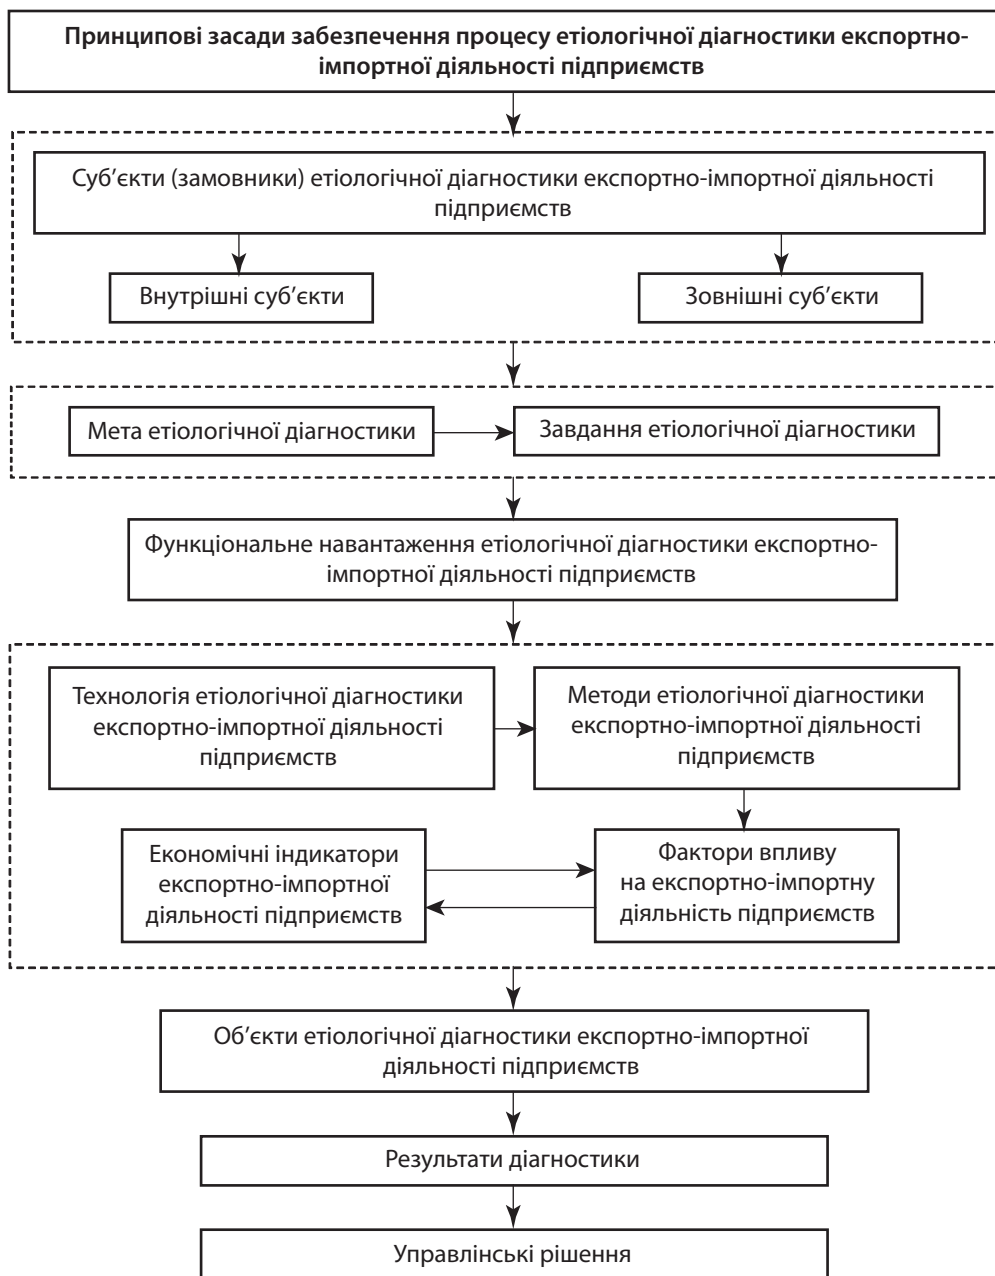 Принципові засади забезпечення процесу етіологічної діагностики експортно-
імпортної діяльності підприємств
Суб’єкти (замовники) етіологічної діагностики експортно-імпортної діяльності
підприємств
Внутрішні суб’єкти
Зовнішні суб’єкти
Мета етіологічної діагностики
Завдання етіологічної діагностики
Функціональне навантаження етіологічної діагностики експортно-
імпортної діяльності підприємств
Технологія етіологічної діагностики
експортно-імпортної діяльності
підприємств
Методи етіологічної діагностики
експортно-імпортної діяльності
підприємств
Економічні індикатори
експортно-імпортної
діяльності підприємств
Фактори впливу
на експортно-імпортну
діяльність підприємств
Об’єкти етіологічної діагностики експортно-імпортної
діяльності підприємств
Результати діагностики
Управлінські рішення